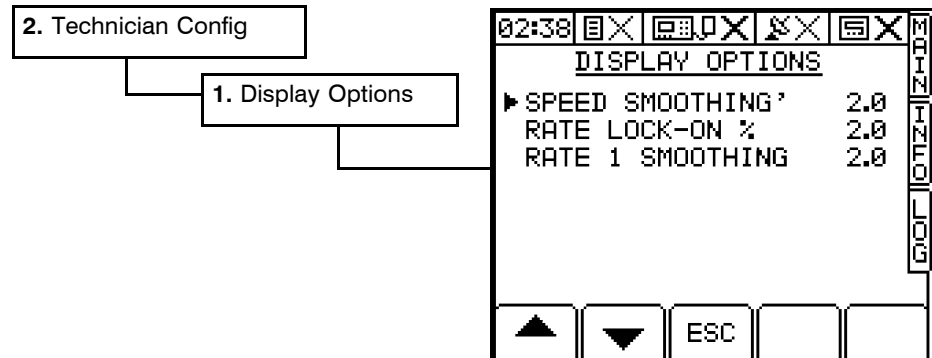 2. Technician Config
1. Display Options
02:38
DISPLAY OPTIONS
SPEED SMOOTHING' 2.0
RATE LOCK-ON % 2.0
RATE 1 SMOOTHING 2.0
MAIN
INFO
LOG
ESC